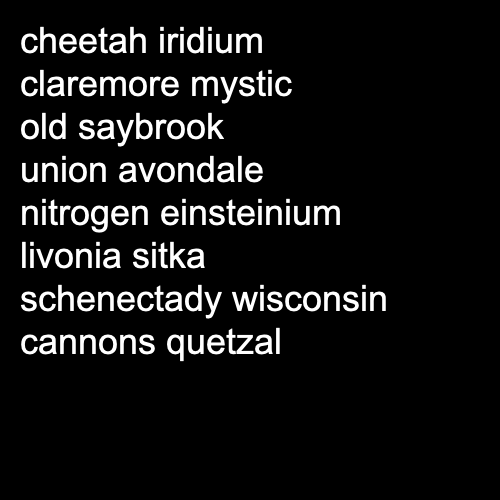 cheetah iridium
claremore mystic
old saybrook
union avondale
nitrogen einsteinium
livonia sitka
schenectady wisconsin
cannons quetzal